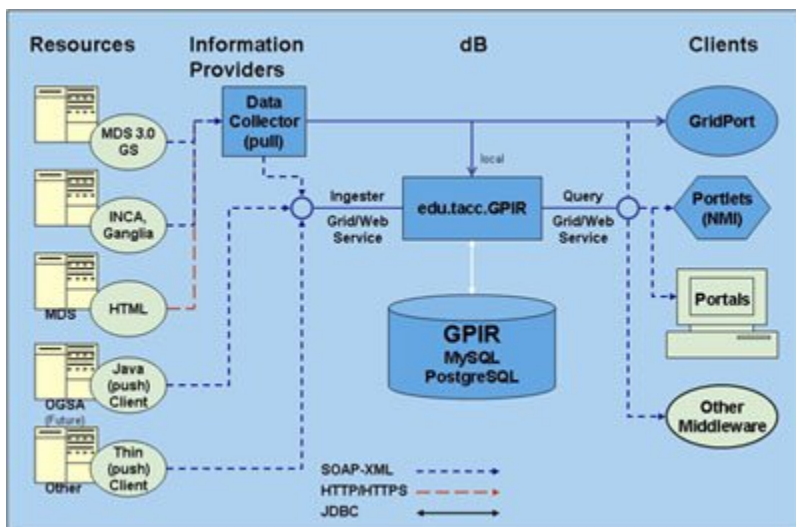 Resources
Information
Providers
dB
Clients
MDS 3.0
GS
INCA,
Ganglia
MDS
HTML
Java
(push)
Client
OGSA
(Future)
Thin
(push)
Client
Other
Data
Collector
(pull)
local
Ingester
Grid/Web
Service
edu.tacc.GPIR
Query
Grid/Web
Service
GPIR
MySQL
PostgreSQL
GridPort
Portlets
(NMI)
Portals
Other
Middleware
SOAP-XML
HTTP/HTTPS
JDBC